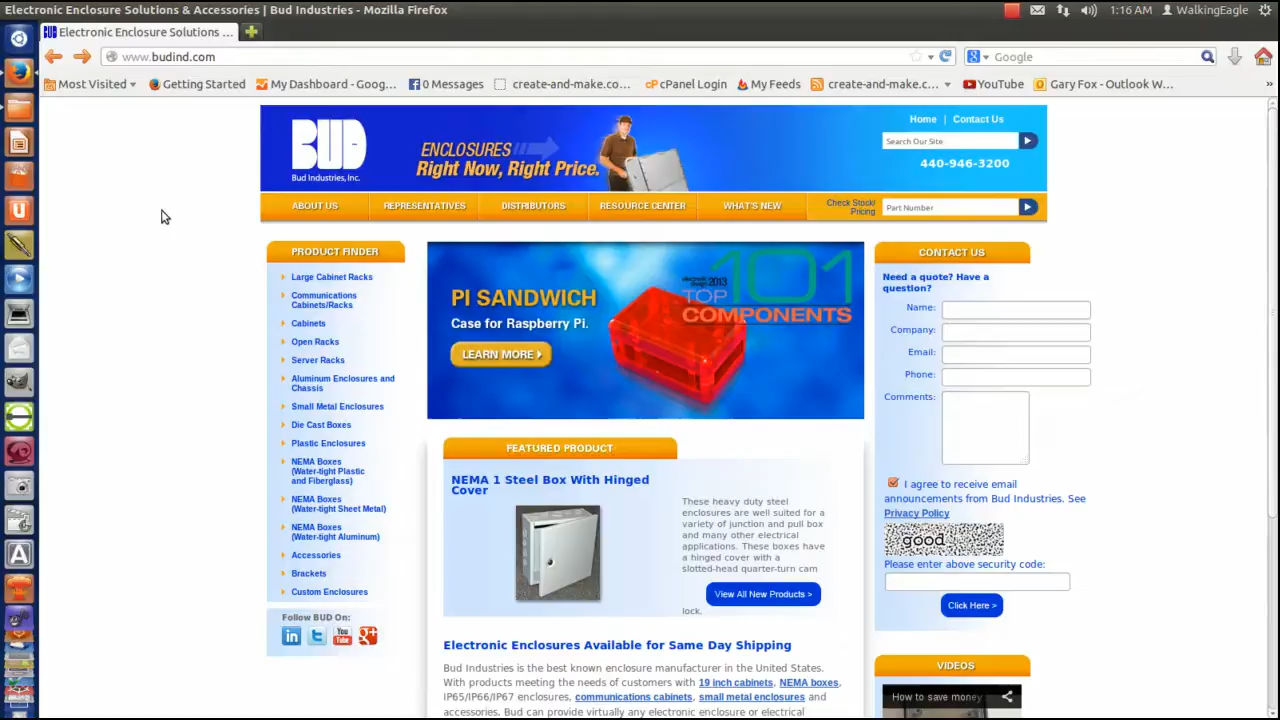 Electronic Enclosure Solutions & Accessories | Bud Industries - Mozilla Firefox
1:16 AM
WalkingEagle
Electronic Enclosure Solutions ...
www.budind.com
Google
Most Visited
Getting Started
My Dashboard - Goog...
0 Messages
create-and-make.co...
cPanel Login
My Feeds
create-and-make.c...
YouTube
Gary Fox - Outlook W...
BUD
Bud Industries, Inc.
ENCLOSURES
Right Now, Right Price.
Home | Contact Us
Search Our Site
440-946-3200
ABOUT US
REPRESENTATIVES
DISTRIBUTORS
RESOURCE CENTER
WHAT'S NEW
Check Stock/
Pricing
Part Number
PRODUCT FINDER
Large Cabinet Racks
Communications
Cabinets/Racks
Cabinets
Open Racks
Server Racks
Aluminum Enclosures and
Chassis
Small Metal Enclosures
Die Cast Boxes
Plastic Enclosures
NEMA Boxes
(Water-tight Plastic
and Fiberglass)
NEMA Boxes
(Water-tight Sheet Metal)
NEMA Boxes
(Water-tight Aluminum)
Accessories
Brackets
Custom Enclosures
Follow BUD On:
PI SANDWICH
Case for Raspberry Pi.
LEARN MORE
electronic
design 2013
TOP
101
COMPONENTS
FEATURED PRODUCT
NEMA 1 Steel Box With Hinged
Cover
These heavy duty steel
enclosures are well suited for a
variety of junction and pull box
and many other electrical
applications. These boxes have
a hinged cover with a
slotted-head quarter-turn cam
lock.
View All New Products >
Electronic Enclosures Available for Same Day Shipping
Bud Industries is the best known enclosure manufacturer in the United States.
With products meeting the needs of customers with 19 inch cabinets, NEMA boxes,
IP65/IP66/IP67 enclosures, communications cabinets, small metal enclosures and
accessories. Bud can provide virtually any electronic enclosure or electrical
CONTACT US
Need a quote? Have a
question?
Name:
Company:
Email:
Phone:
Comments:
I agree to receive email
announcements from Bud Industries. See
Privacy Policy
good
Please enter above security code:
Click Here >
VIDEOS
How to save money